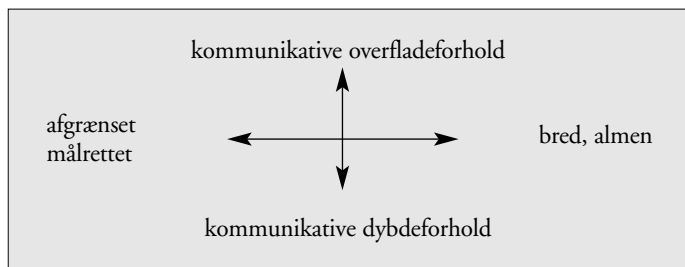 kommunikative overfladeforhold
afgrænset
målrettet
bred, almen
kommunikative dybdeforhold